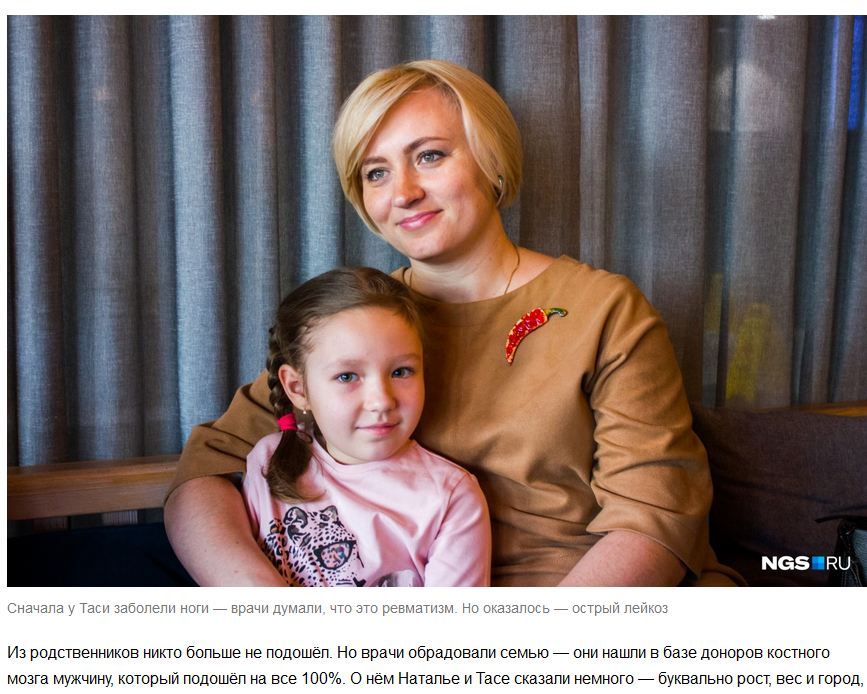 NGS RU
Сначала у Таси заболели ноги — врачи думали, что это ревматизм. Но оказалось — острый лейкоз
Из родственников никто больше не подошёл. Но врачи обрадовали семью — они нашли в базе доноров костного
мозга мужчину, который подошёл на все 100%. О нём Наталье и Тасе сказали немного — буквально рост, вес и город,